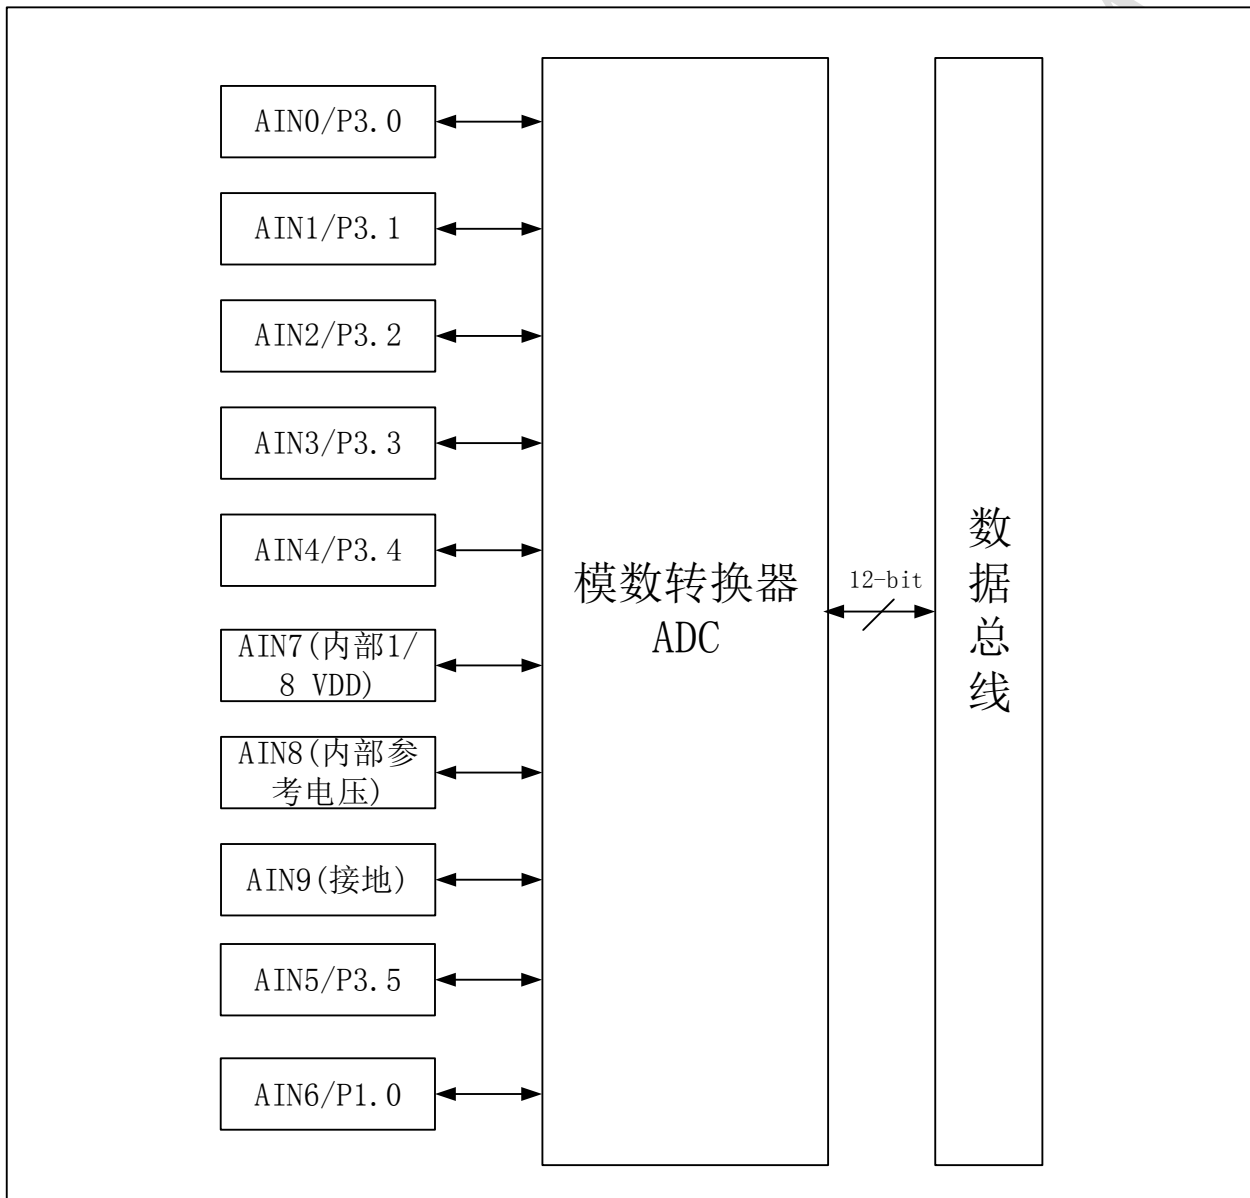 AIN0/P3.0
AIN1/P3.1
AIN2/P3.2
AIN3/P3.3
AIN4/P3.4
AIN7(内部1/
8 VDD)
AIN8(内部参
考电压)
AIN9(接地)
AIN5/P3.5
AIN6/P1.0
模数转换器
ADC
12-bit
数
据
总
线